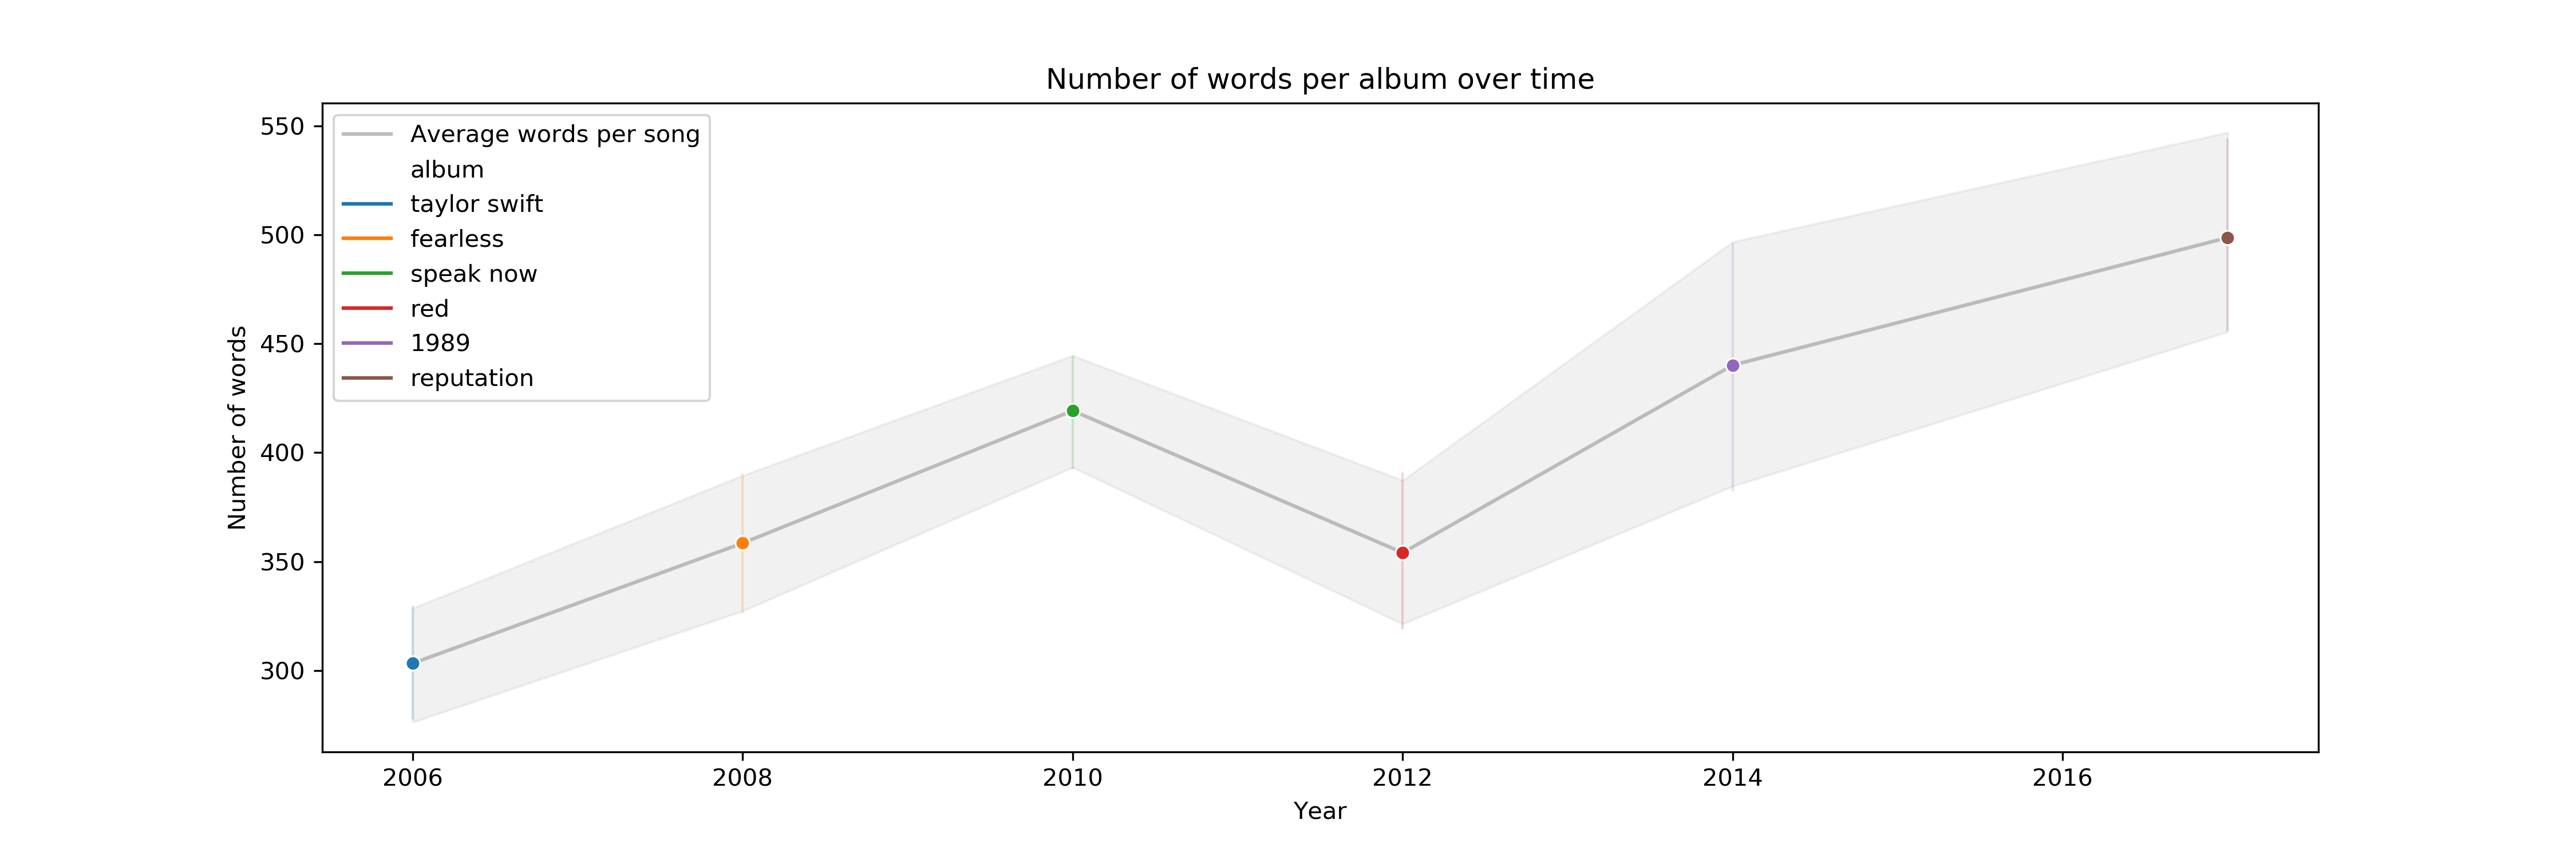 Number of words per album over time
550
500
450
400
350
300
Number of words
Average words per song
album
taylor swift
fearless
speak now
red
1989
reputation
2006
2008
2010
2012
2014
2016
Year